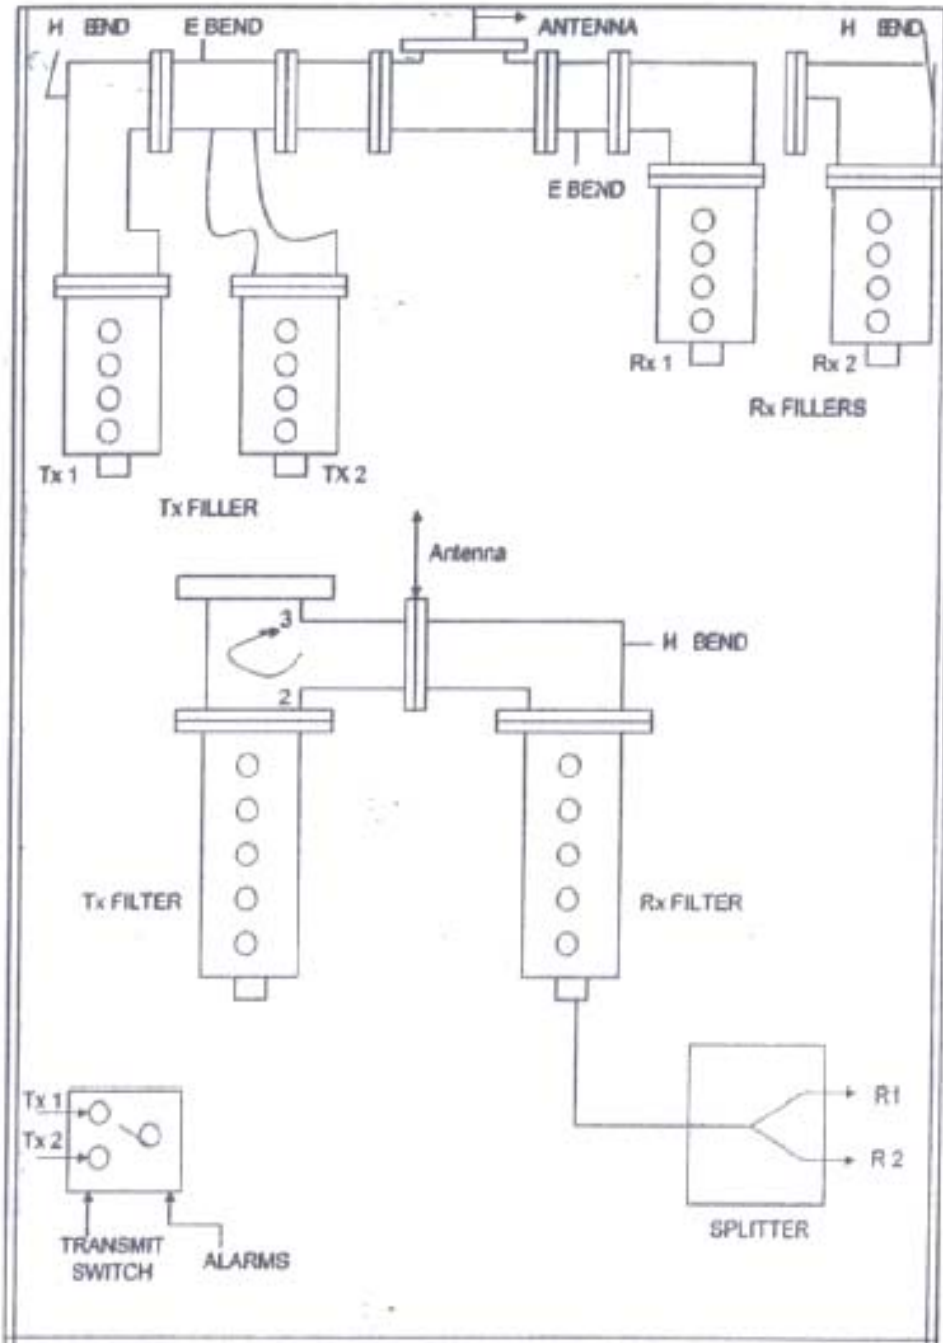 H BEND
E BEND
ANTENNA
H BEND
E BEND
Rx 1
Rx 2
Rx FILLERS
Tx 1
TX 2
Tx FILLER
Antenna
3
H BEND
2
Tx FILTER
Rx FILTER
Tx 1
R1
Tx 2
R 2
SPLITTER
TRANSMIT
SWITCH
ALARMS